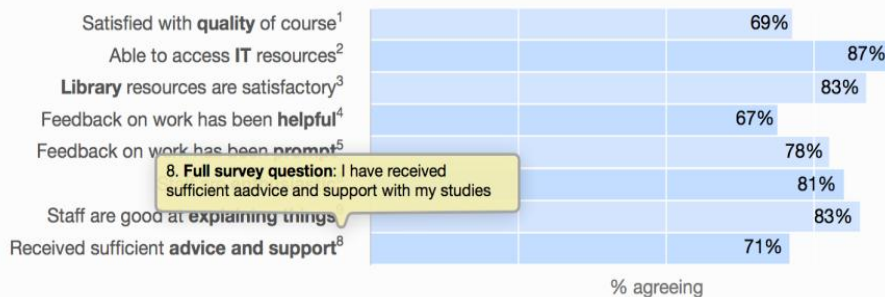 Satisfied with quality of course1 69%
Able to access IT resources2 87%
Library resources are satisfactory3 83%
Feedback on work has been helpful4 67%
Feedback on work has been prompt5 78%
8. Full survey question: I have received
sufficient aadvice and support with my studies
81%
Staff are good at explaining things 83%
Received sufficient advice and support8 71%
% agreeing